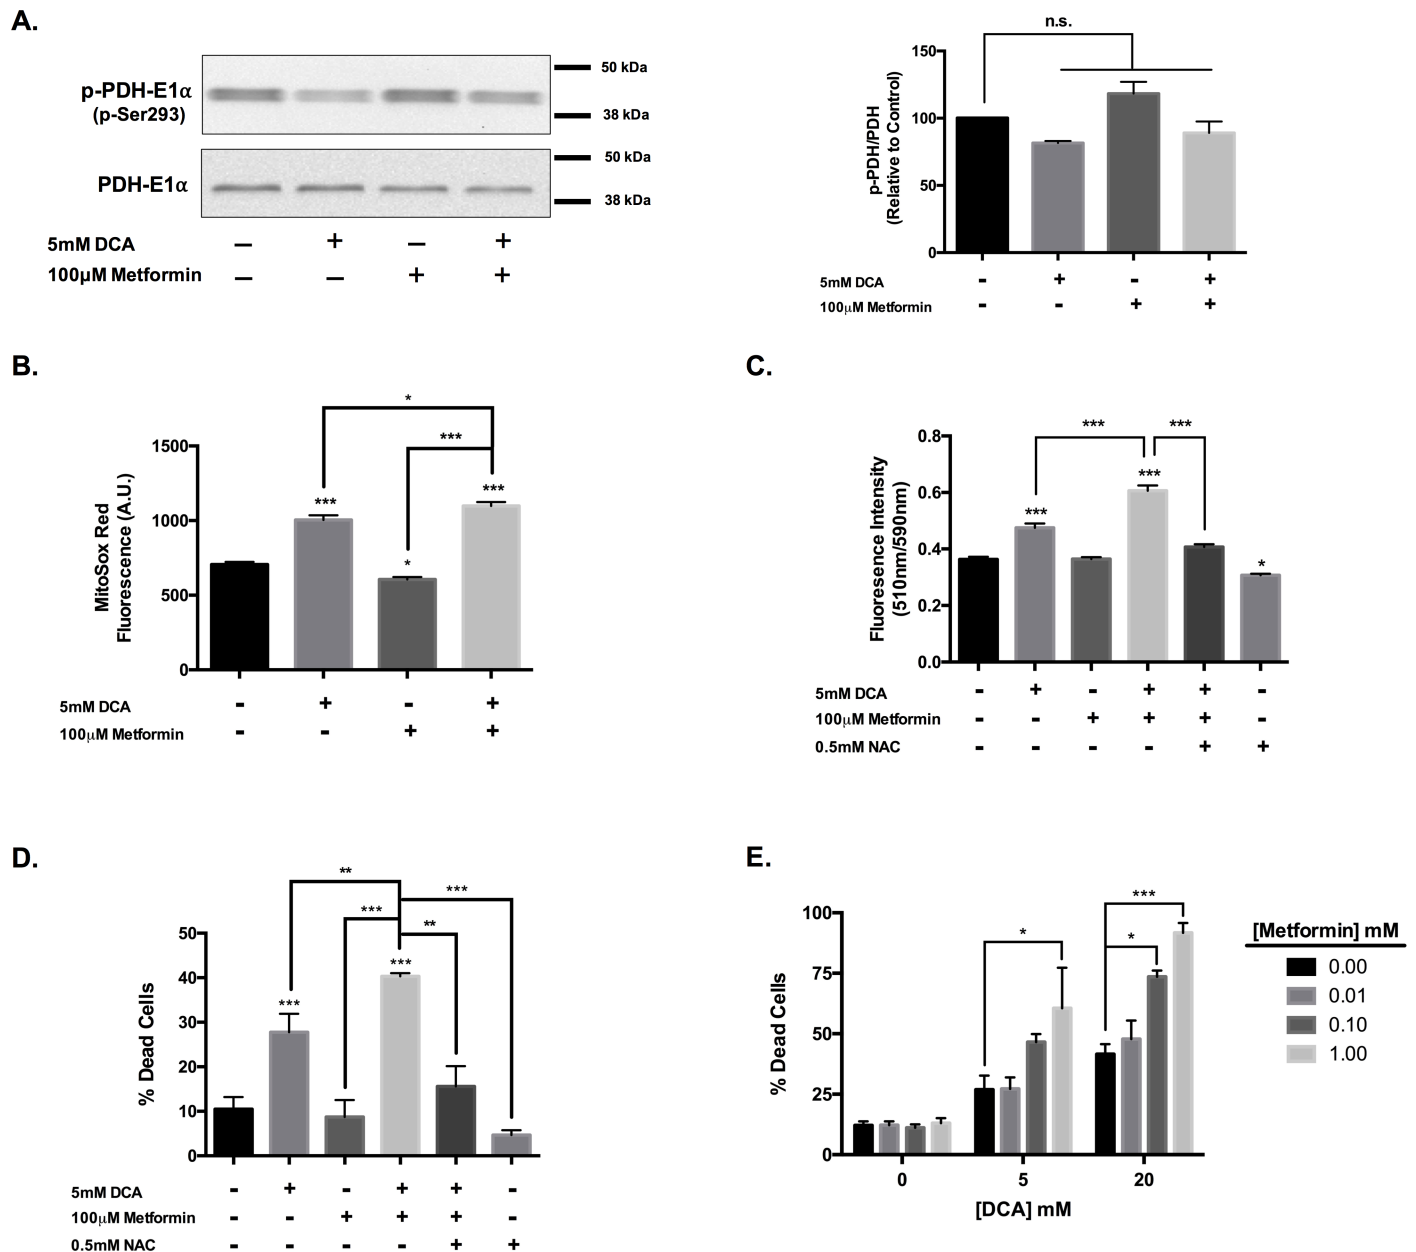 A.
p-PDH-E1α
(p-Ser293)
50 kDa
38 kDa
PDH-E1α
50 kDa
38 kDa
5mM DCA – + – +
100µM Metformin – – + +
n.s.
p-PDH/PDH
(Relative to Control)
150
100
50
0
5mM DCA - + - +
100µM Metformin - - + +
B.
MitoSox Red
Fluorescence (A.U.)
1500
1000
500
0
*
***
***
*
***
5mM DCA - + - +
100µM Metformin - - + +
C.
Fluoresence Intensity
(510nm/590nm)
0.8
0.6
0.4
0.2
0.0
*** ***
***
***
*
5mM DCA - + - + + -
100µM Metformin - - + + + -
0.5mM NAC - - - - + +
D.
% Dead Cells
50
40
30
20
10
0
**
***
***
**
***
***
5mM DCA - + - + + -
100µM Metformin - - + + + -
0.5mM NAC - - - - + +
E.
% Dead Cells
100
75
50
25
0
*
***
*
0 5 20
[DCA] mM
[Metformin] mM
0.00
0.01
0.10
1.00